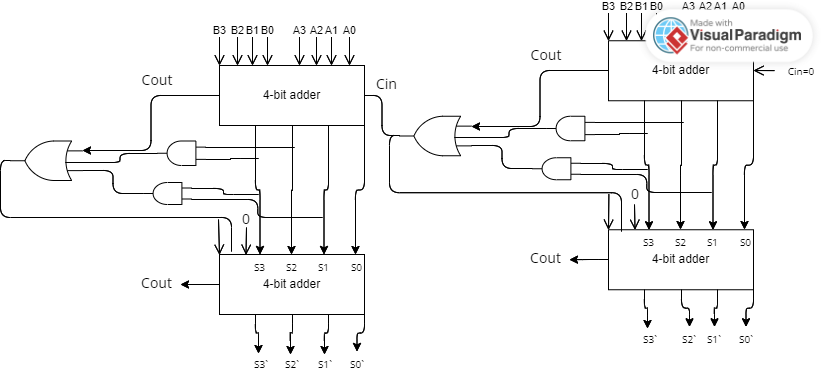 B3 B2 B1 B0 A3 A2 A1 A0
Made with
Visual Paradigm
For non-commercial use
Cout
4-bit adder
Cin=0
B3 B2 B1 B0 A3 A2 A1 A0
Cout
4-bit adder
Cin
0
S3 S2 S1 S0
Cout
4-bit adder
S3` S2` S1` S0`
0
S3 S2 S1 S0
Cout
4-bit adder
S3` S2` S1` S0`